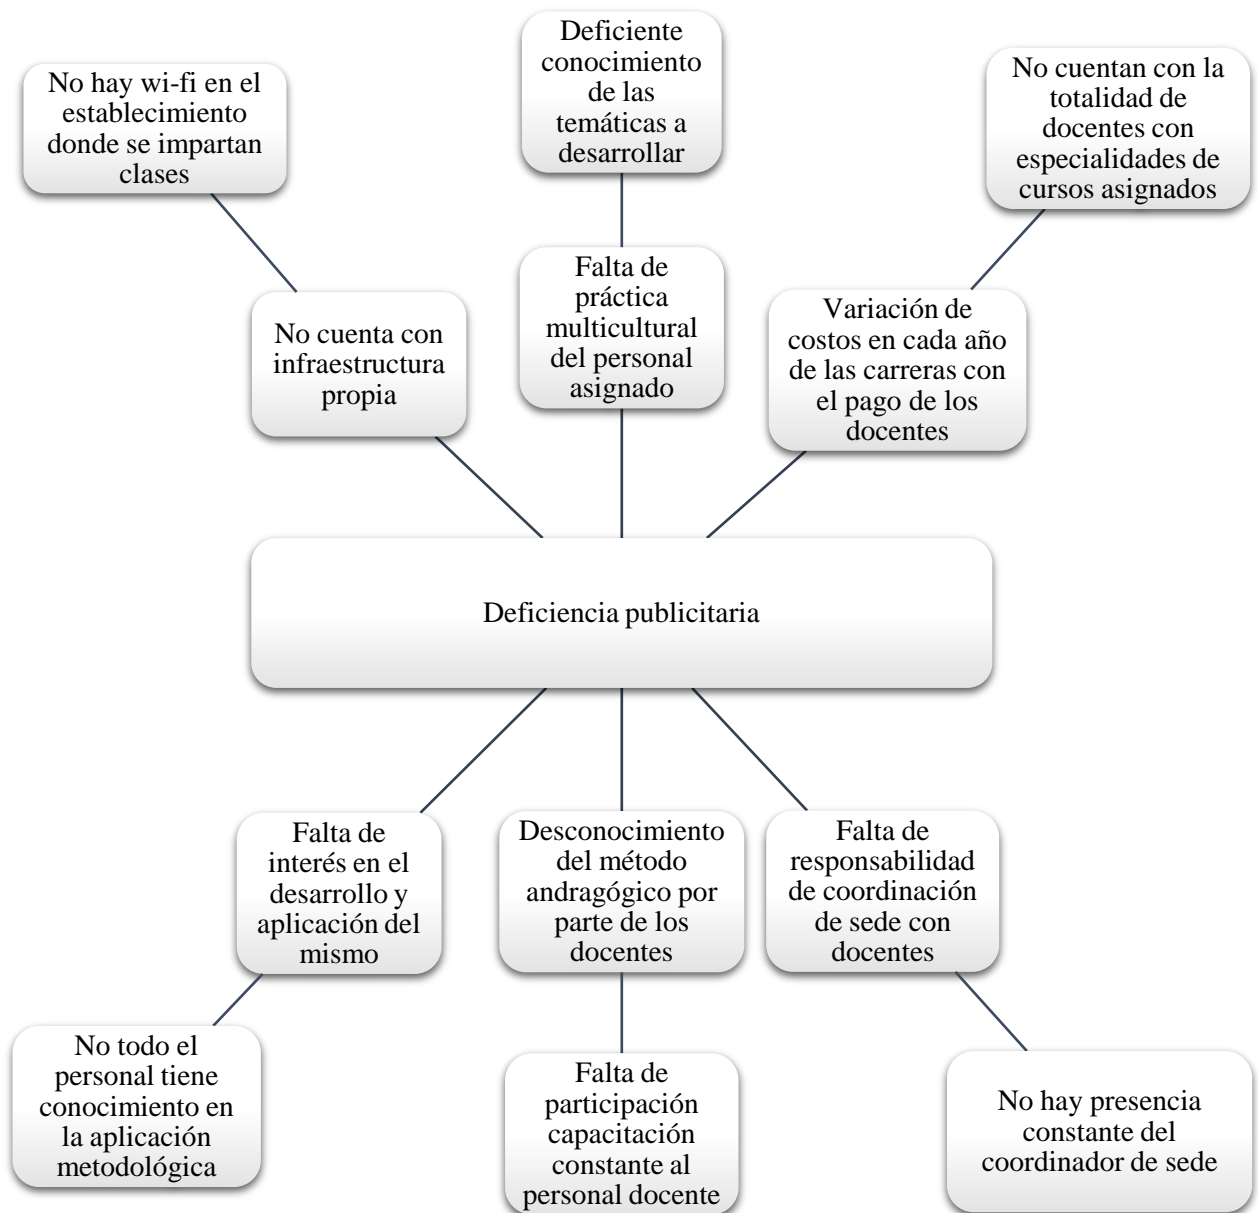 Deficiente
conocimiento
de las
temáticas a
desarrollar
No hay wi-fi en el
establecimiento
donde se impartan
clases
No cuentan con la
totalidad de
docentes con
especialidades de
cursos asignados
Falta de
práctica
multicultural
del personal
asignado
No cuenta con
infraestructura
propia
Variación de
costos en cada año
de las carreras con
el pago de los
docentes
Deficiencia publicitaria
Falta de
interés en el
desarrollo y
aplicación del
mismo
Desconocimiento
del método
andragógico por
parte de los
docentes
Falta de
responsabilidad
de coordinación
de sede con
docentes
No todo el
personal tiene
conocimiento en
la aplicación
metodológica
Falta de
participación
capacitación
constante al
personal docente
No hay presencia
constante del
coordinador de sede